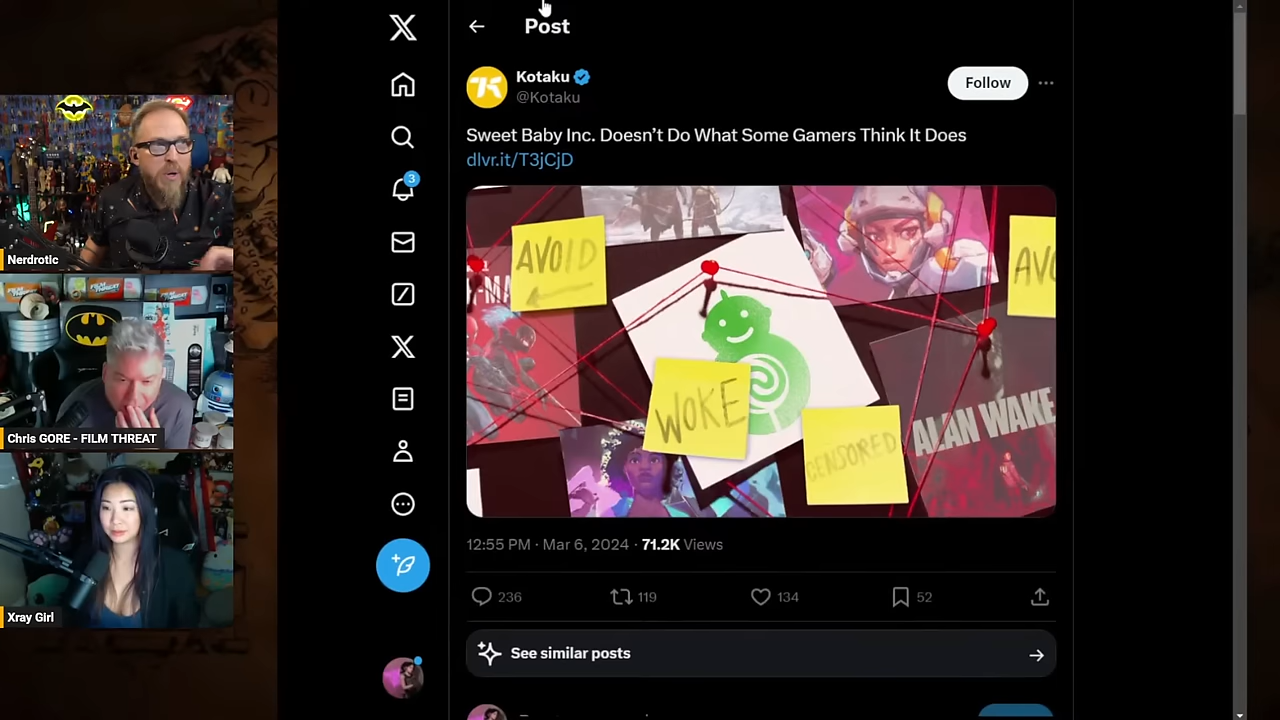 Post
Kotaku
@Kotaku
Follow
Sweet Baby Inc. Doesn’t Do What Some Gamers Think It Does
dlvr.it/T3jCjD
AVOID
WOKE
CENSORED
ALAN WAKE
12:55 PM · Mar 6, 2024 · 71.2K Views
236
119
134
52
See similar posts
3
Nerdrotic
Chris GORE - FILM THREAT
Xray Girl